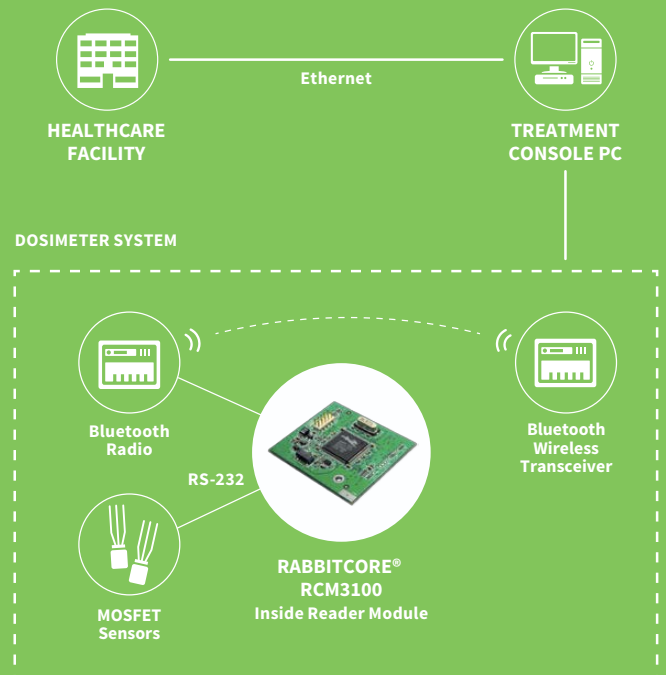 Ethernet
HEALTHCARE
FACILITY
TREATMENT
CONSOLE PC
DOSIMETER SYSTEM
Bluetooth
Radio
Bluetooth
Wireless
Transceiver
RS-232
MOSFET
Sensors
RABBITCORE®
RCM3100
Inside Reader Module